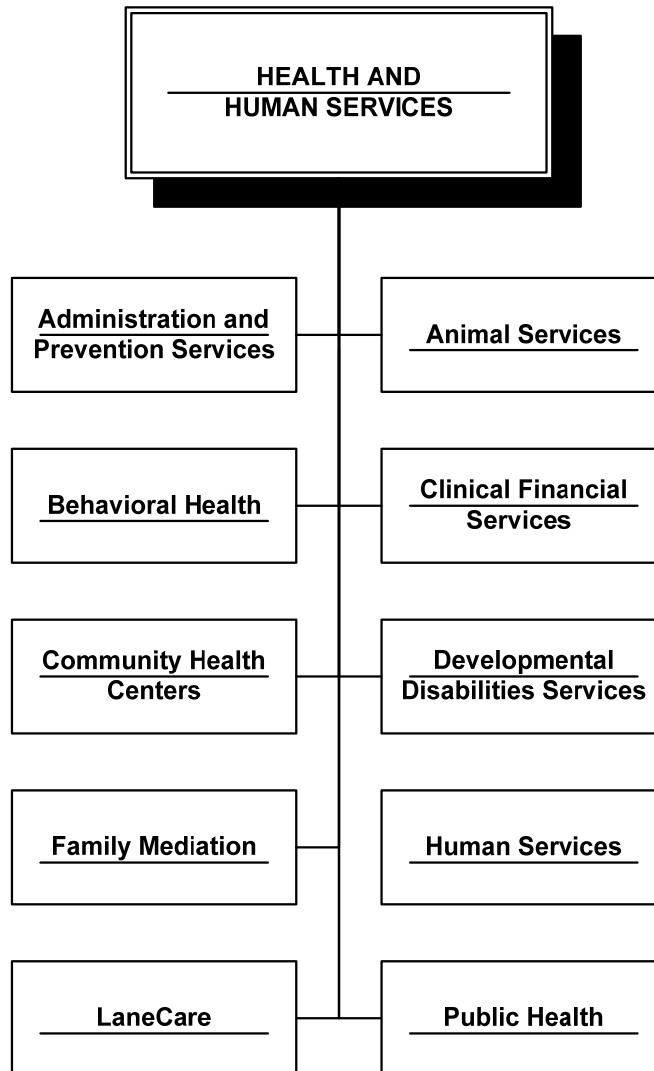 HEALTH AND
HUMAN SERVICES
Administration and
Prevention Services
Animal Services
Behavioral Health
Clinical Financial
Services
Community Health
Centers
Developmental
Disabilities Services
Family Mediation
Human Services
LaneCare
Public Health